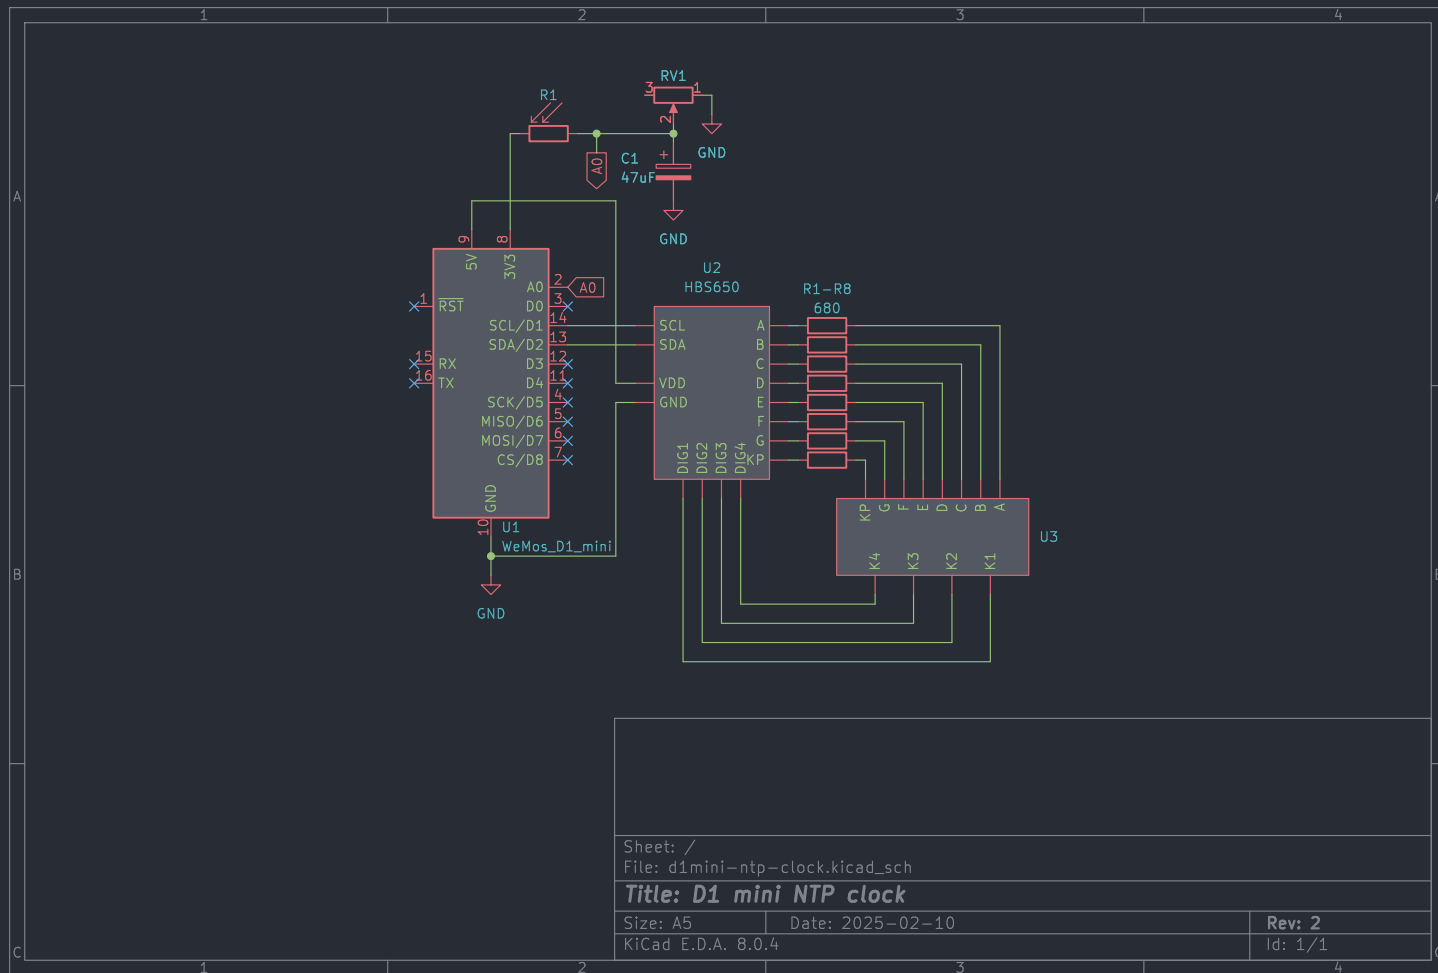 1 2 3 4
RV1
3 1
2
R1
GND
A0
C1
+
47uF
GND
A A
9 8
5V 3V3
U2
HBS650
A0 2 A0
R1-R8
680
1 RST
D0 3
SCL/D1 14
SDA/D2 13
15 RX
D3 12
16 TX
D4 11
SCK/D5 4
MISO/D6 5
MOSI/D7 6
CS/D8 7
GND
10
U1
WeMos_D1_mini
GND
SCL A
SDA B
C
VDD D
GND E
F
G
KP
DIG1 DIG2 DIG3 DIG4
KP G F E D C B A
U3
K4 K3 K2 K1
B B
Sheet: /
File: d1mini-ntp-clock.kicad_sch
Title: D1 mini NTP clock
Size: A5 Date: 2025-02-10 Rev: 2
KiCad E.D.A. 8.0.4 Id: 1/1
C C
1 2 3 4